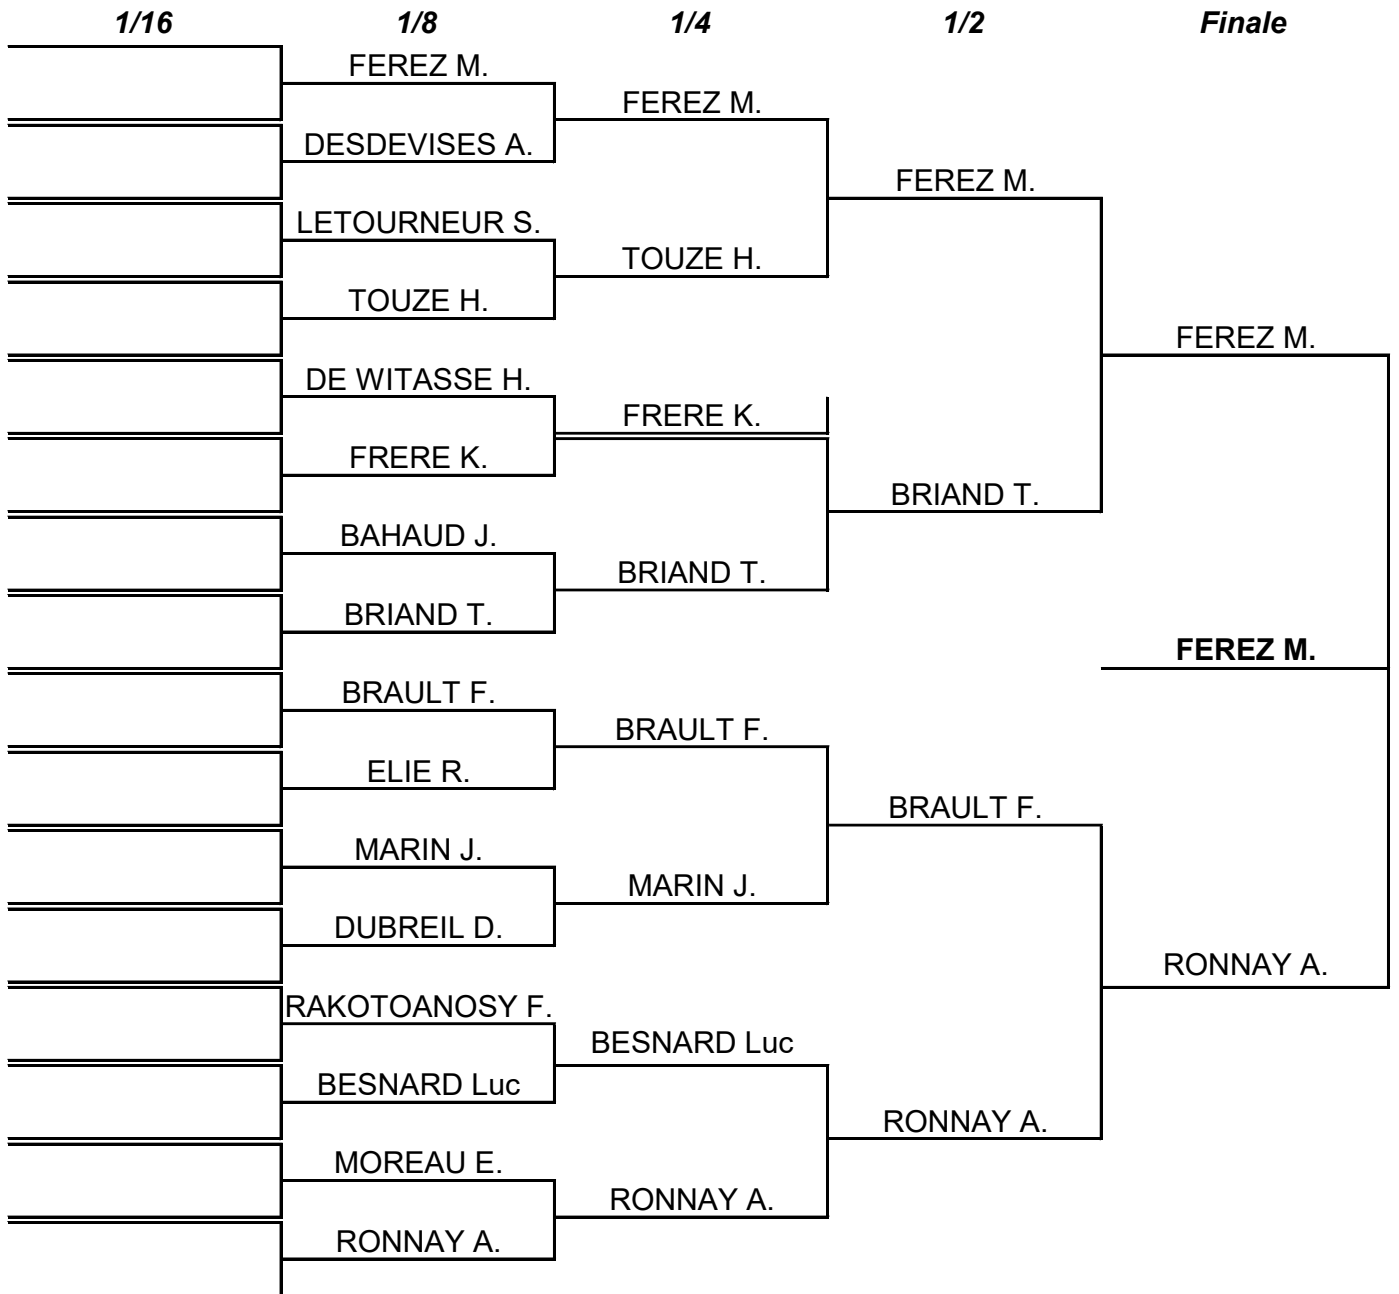 1/16 1/8 1/4 1/2 Finale
FEREZ M.
FEREZ M.
DESDEVISES A.
FEREZ M.
LETOURNEUR S.
TOUZE H.
TOUZE H.
FEREZ M.
DE WITASSE H.
FRERE K.
FRERE K.
BRIAND T.
BAHAUD J.
BRIAND T.
BRIAND T.
FEREZ M.
BRAULT F.
BRAULT F.
ELIE R.
BRAULT F.
MARIN J.
MARIN J.
DUBREIL D.
RONNAY A.
RAKOTOANOSY F.
BESNARD Luc
BESNARD Luc
RONNAY A.
MOREAU E.
RONNAY A.
RONNAY A.